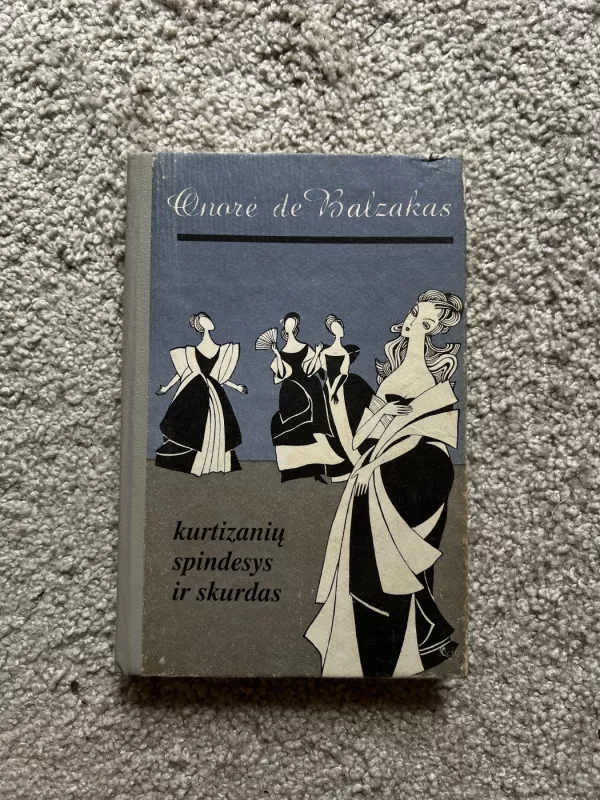 Onorė de Balzakas
kurtizanių
spindesys
ir skurdas